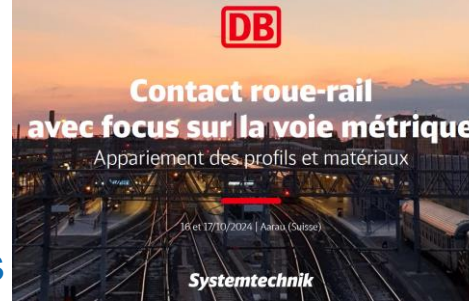 DB
Contact roue-rail
avec focus sur la voie métrique
Appariement des profils et matériaux
16 et 17/10/2024 | Aarau (Suisse)
Systemtechnik
s